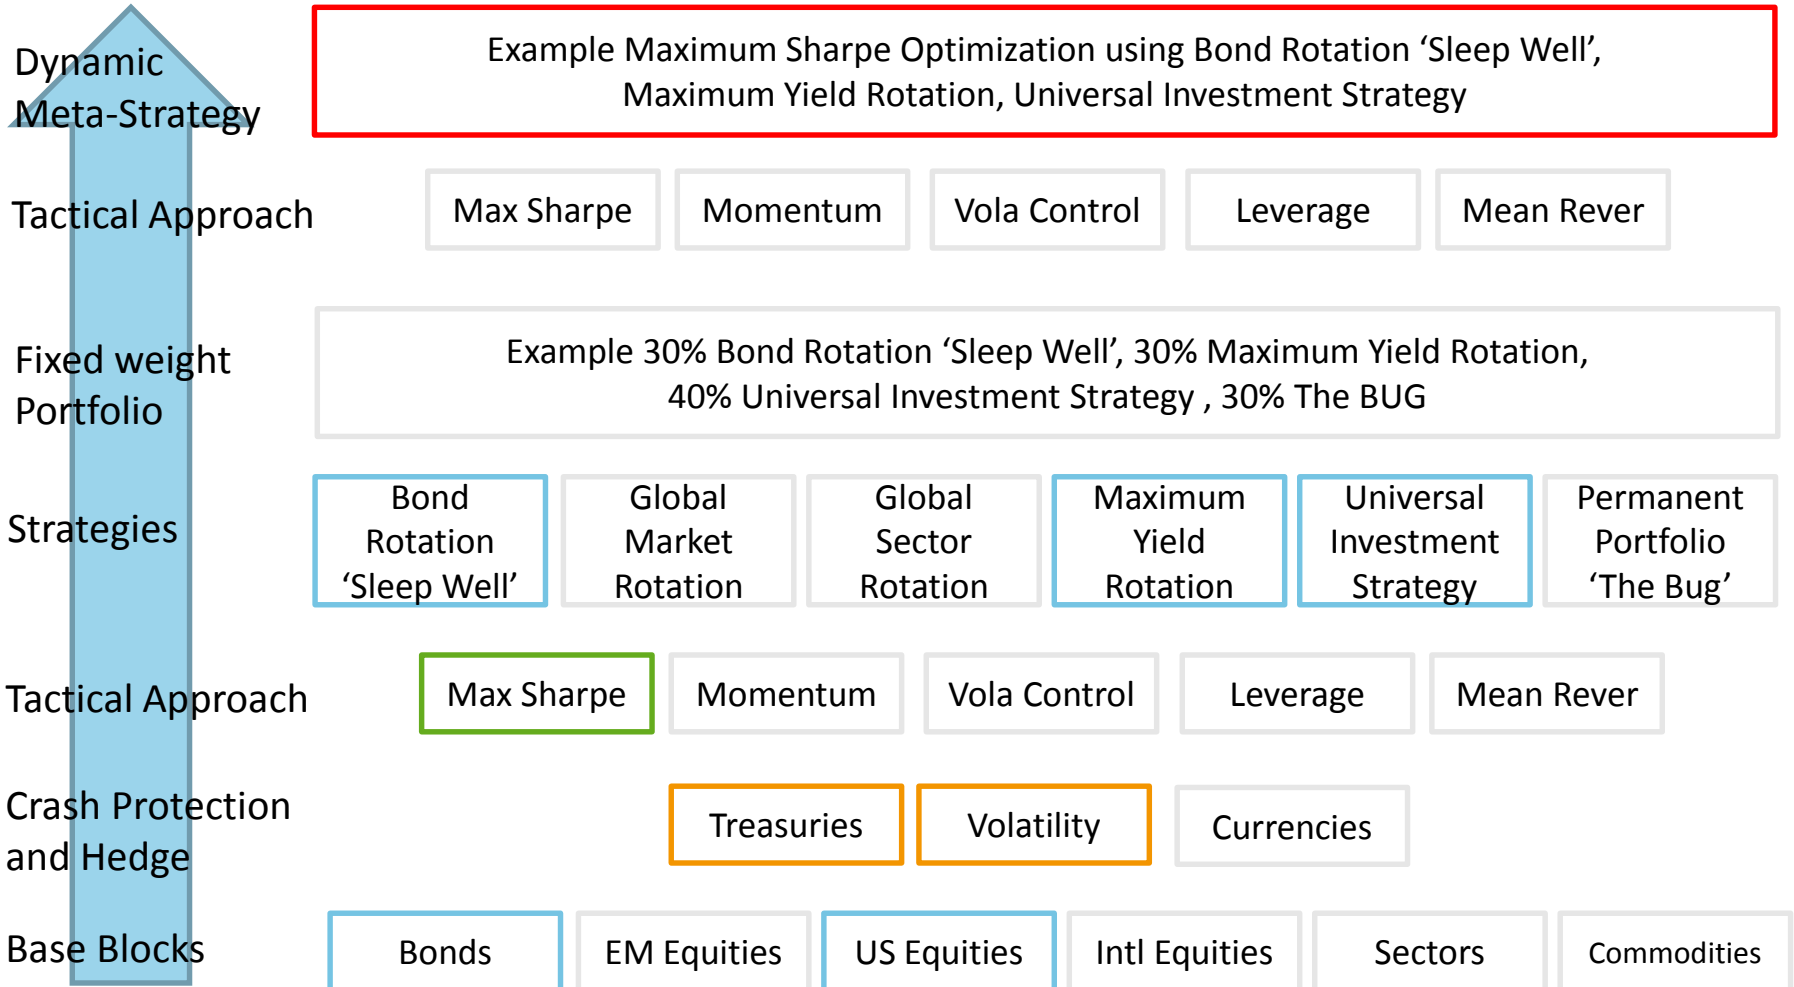 Dynamic
Meta-Strategy
Example Maximum Sharpe Optimization using Bond Rotation ‘Sleep Well’,
Maximum Yield Rotation, Universal Investment Strategy
Tactical Approach
Max Sharpe
Momentum
Vola Control
Leverage
Mean Rever
Fixed weight
Portfolio
Example 30% Bond Rotation ‘Sleep Well’, 30% Maximum Yield Rotation,
40% Universal Investment Strategy , 30% The BUG
Strategies
Bond
Rotation
‘Sleep Well’
Global
Market
Rotation
Global
Sector
Rotation
Maximum
Yield
Rotation
Universal
Investment
Strategy
Permanent
Portfolio
‘The Bug’
Tactical Approach
Max Sharpe
Momentum
Vola Control
Leverage
Mean Rever
Crash Protection
and Hedge
Treasuries
Volatility
Currencies
Base Blocks
Bonds
EM Equities
US Equities
Intl Equities
Sectors
Commodities